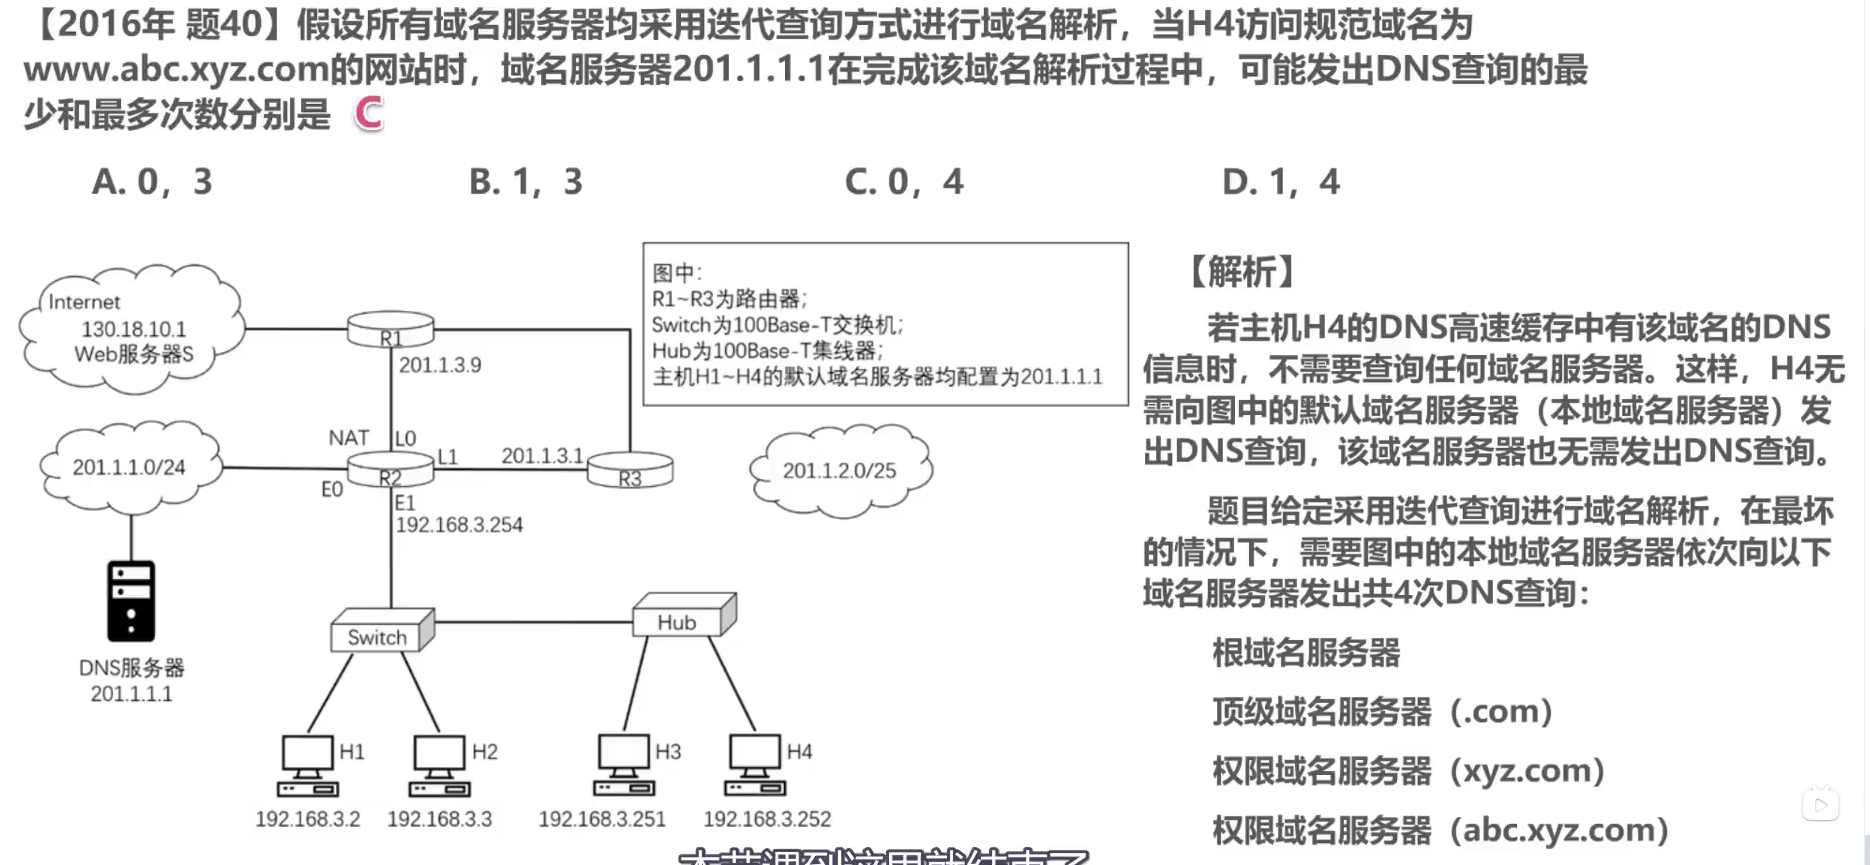 【2016年 题40】假设所有域名服务器均采用迭代查询方式进行域名解析，当H4访问规范域名为
www.abc.xyz.com的网站时，域名服务器201.1.1.1在完成该域名解析过程中，可能发出DNS查询的最
少和最多次数分别是 C
A. 0，3 B. 1，3 C. 0，4 D. 1，4
Internet
130.18.10.1
Web服务器S
R1
201.1.3.9
图中：
R1~R3为路由器；
Switch为100Base-T交换机；
Hub为100Base-T集线器；
主机H1~H4的默认域名服务器均配置为201.1.1.1
201.1.1.0/24
NAT
L0
L1
R2
E0
E1
192.168.3.254
201.1.3.1
R3
201.1.2.0/25
DNS服务器
201.1.1.1
Switch
Hub
H1
H2
H3
H4
192.168.3.2
192.168.3.3
192.168.3.251
192.168.3.252
【解析】
若主机H4的DNS高速缓存中有该域名的DNS
信息时，不需要查询任何域名服务器。这样，H4无
需向图中的默认域名服务器（本地域名服务器）发
出DNS查询，该域名服务器也无需发出DNS查询。
题目给定采用迭代查询进行域名解析，在最坏
的情况下，需要图中的本地域名服务器依次向以下
域名服务器发出共4次DNS查询：
根域名服务器
顶级域名服务器（.com）
权限域名服务器（xyz.com）
权限域名服务器（abc.xyz.com）
本节课到这里就结束了